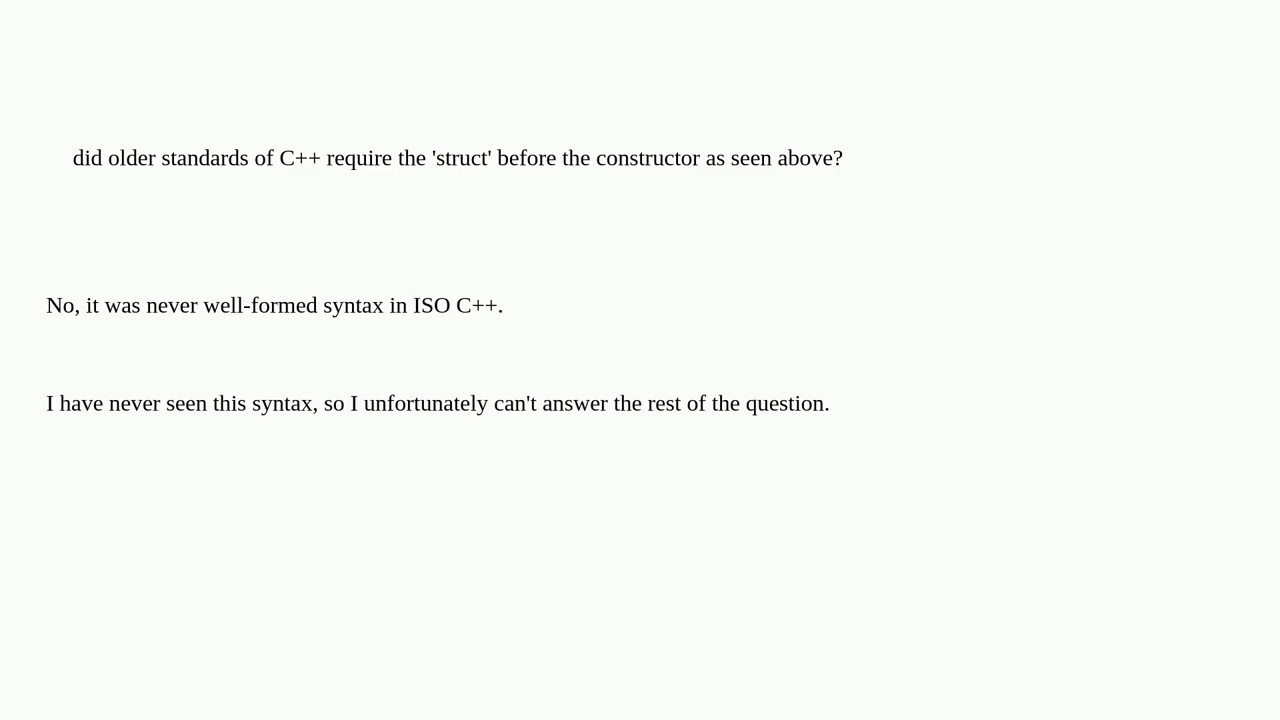 did older standards of C++ require the 'struct' before the constructor as seen above?
No, it was never well-formed syntax in ISO C++.
I have never seen this syntax, so I unfortunately can't answer the rest of the question.